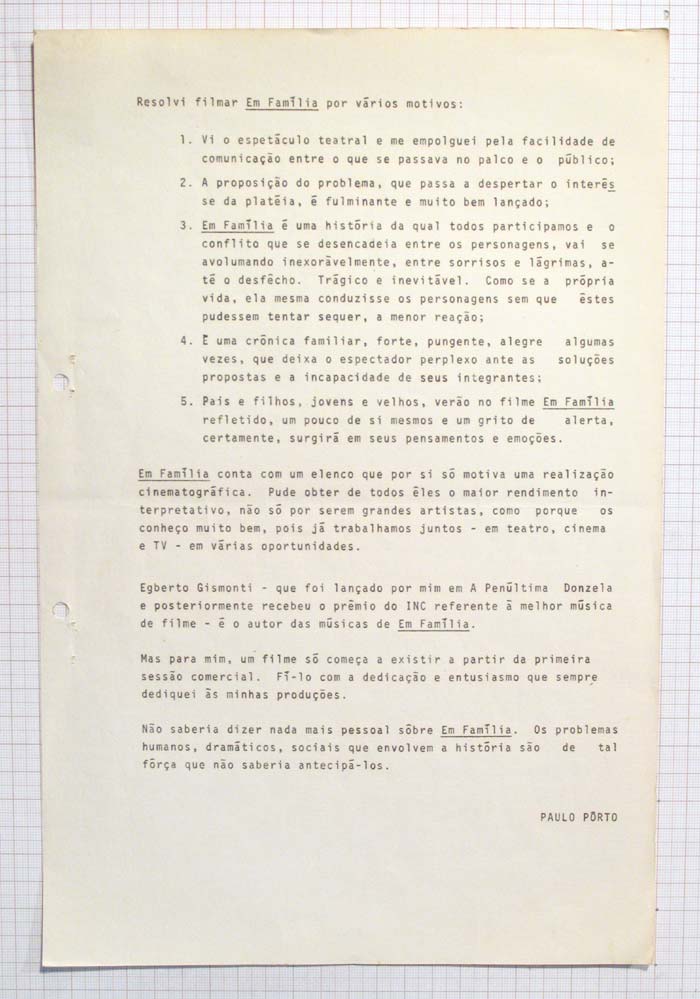 Resolvi filmar Em Família por vários motivos:
1. Vi o espetáculo teatral e me empolguei pela facilidade de
comunicação entre o que se passava no palco e o público;
2. A proposição do problema, que passa a despertar o interês
se da platéia, é fulminante e muito bem lançado;
3. Em Família é uma história da qual todos participamos e o
conflito que se desencadeia entre os personagens, vai se
avolumando inexoràvelmente, entre sorrisos e lágrimas, a-
té o desfêcho. Trágico e inevitável. Como se a própria
vida, ela mesma conduzisse os personagens sem que êstes
pudessem tentar sequer, a menor reação;
4. É uma crônica familiar, forte, pungente, alegre algumas
vezes, que deixa o espectador perplexo ante as soluções
propostas e a incapacidade de seus integrantes;
5. Pais e filhos, jovens e velhos, verão no filme Em Família
refletido, um pouco de si mesmos e um grito de alerta,
certamente, surgirá em seus pensamentos e emoções.
Em Família conta com um elenco que por si só motiva uma realização
cinematográfica. Pude obter de todos êles o maior rendimento in-
terpretativo, não só por serem grandes artistas, como porque os
conheço muito bem, pois já trabalhamos juntos - em teatro, cinema
e TV - em várias oportunidades.
Egberto Gismonti - que foi lançado por mim em A Penúltima Donzela
e posteriormente recebeu o prêmio do INC referente à melhor música
de filme - é o autor das músicas de Em Família.
Mas para mim, um filme só começa a existir a partir da primeira
sessão comercial. Fí-lo com a dedicação e entusiasmo que sempre
dediquei às minhas produções.
Não saberia dizer nada mais pessoal sôbre Em Família. Os problemas
humanos, dramáticos, sociais que envolvem a história são de tal
fôrça que não saberia antecipá-los.
PAULO PÔRTO